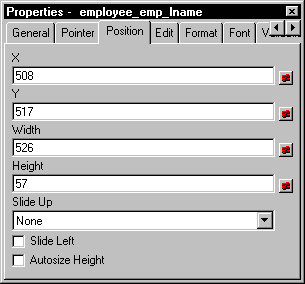 Properties - employee_emp_lname
General Pointer Position Edit Format Font
X
508
Y
517
Width
526
Height
57
Slide Up
None
Slide Left
Autosize Height